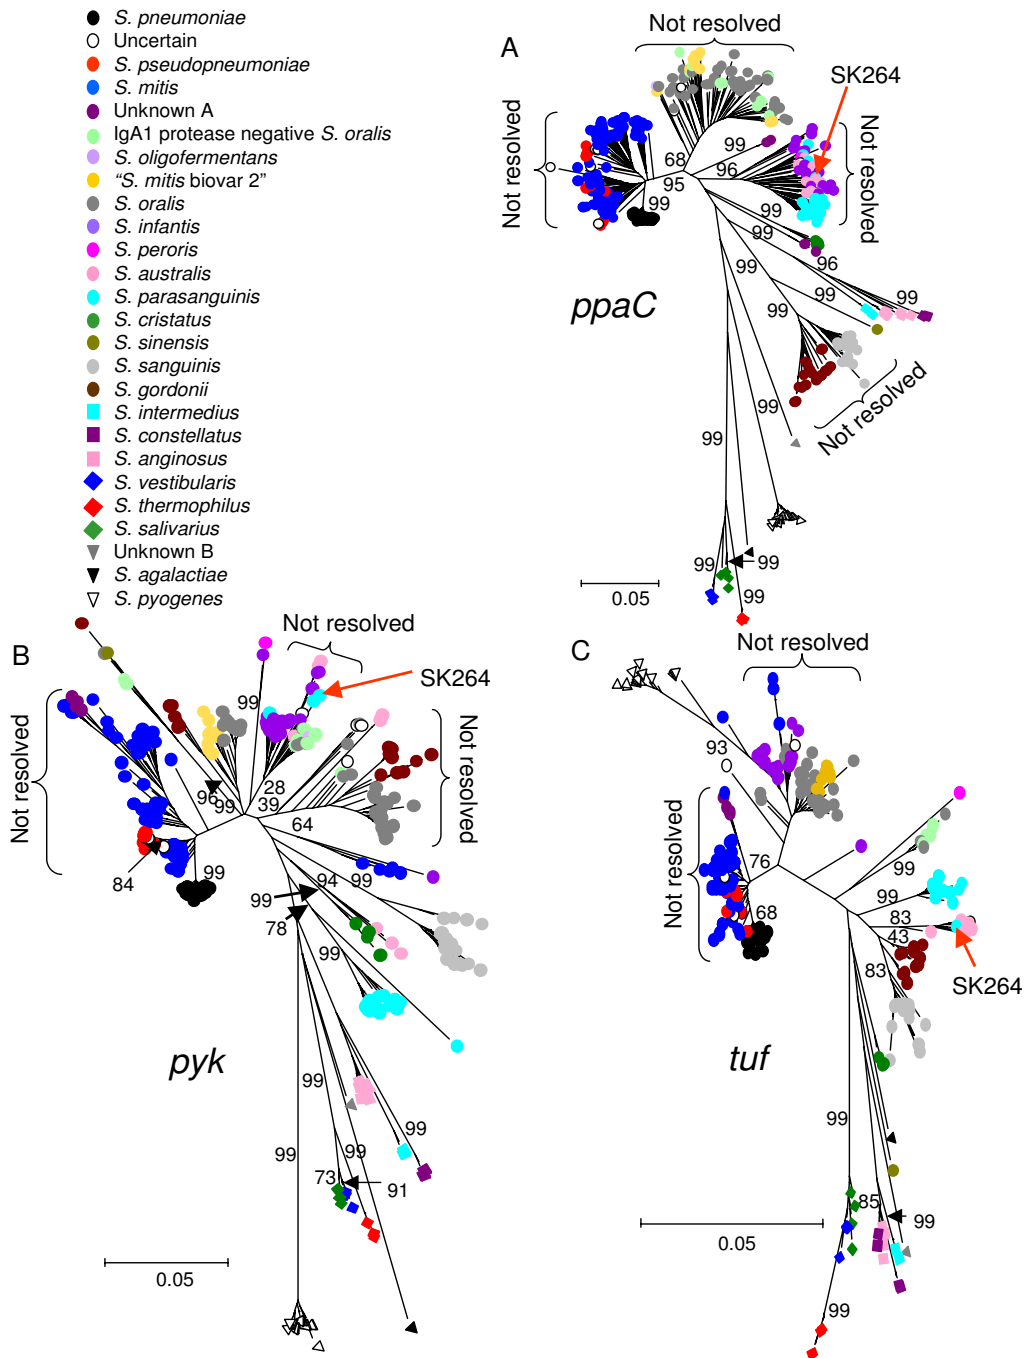 S. pneumoniae
Uncertain
S. pseudopneumoniae
S. mitis
Unknown A
IgA1 protease negative S. oralis
S. oligofermentans
“S. mitis biovar 2”
S. oralis
S. infantis
S. peroris
S. australis
S. parasanguinis
S. cristatus
S. sinensis
S. sanguinis
S. gordonii
S. intermedius
S. constellatus
S. anginosus
S. vestibularis
S. thermophilus
S. salivarius
Unknown B
S. agalactiae
S. pyogenes
A
Not resolved
SK264
Not resolved
Not resolved
99
68
96
95
99
99
99
96
99
99
99
99
ppaC
Not resolved
99
99
99
99
99
0.05
B
Not resolved
SK264
Not resolved
Not resolved
99
28
96
99
39
64
84
99
94
99
99
78
99
pyk
99
99
99
99
73
91
0.05
C
Not resolved
93
Not resolved
76
99
99
68
83
43
83
SK264
tuf
99
85
99
0.05
99